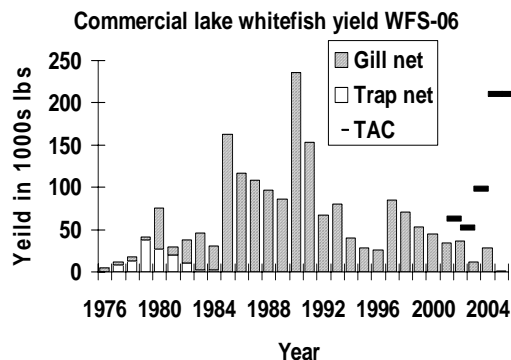 Commercial lake whitefish yield WFS-06
Yeild in 1000s lbs
250
200
150
100
50
0
Gill net
Trap net
TAC
1976 1980 1984 1988 1992 1996 2000 2004
Year